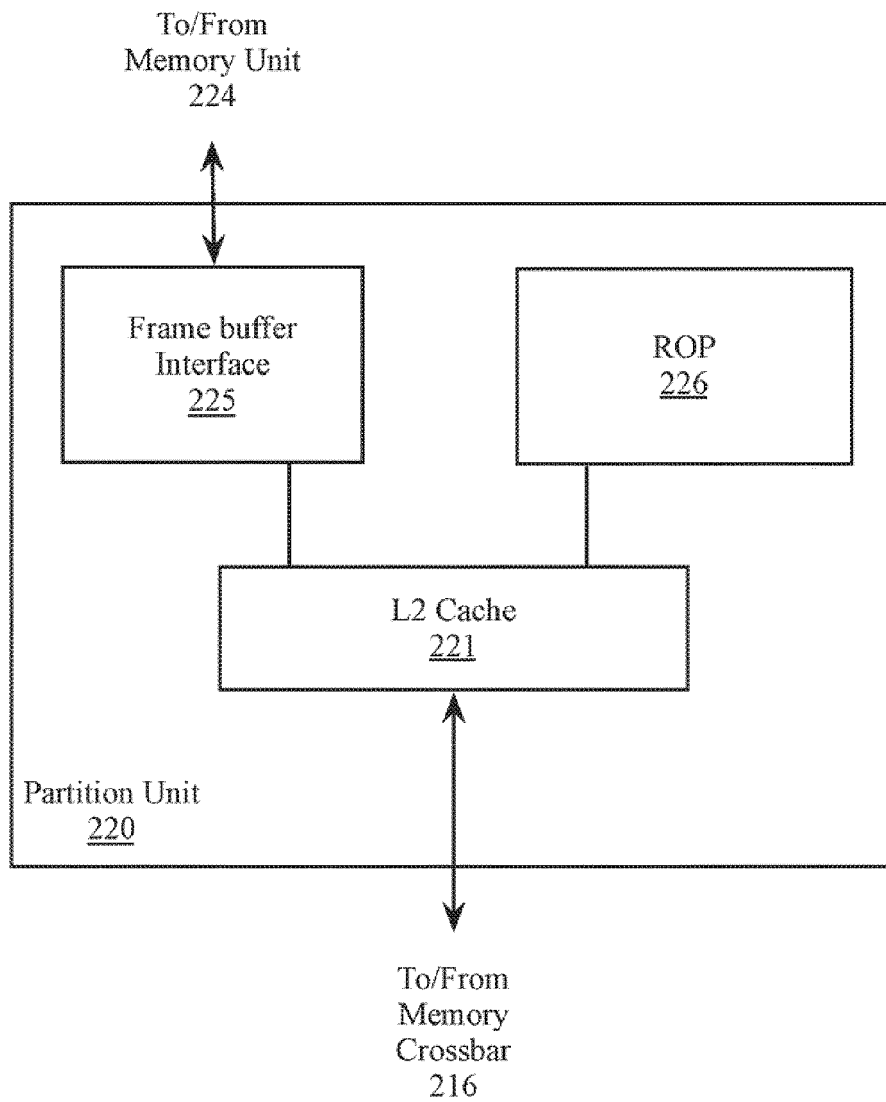 To/From
Memory Unit
224
Frame buffer
Interface
225
ROP
226
L2 Cache
221
Partition Unit
220
To/From
Memory
Crossbar
216